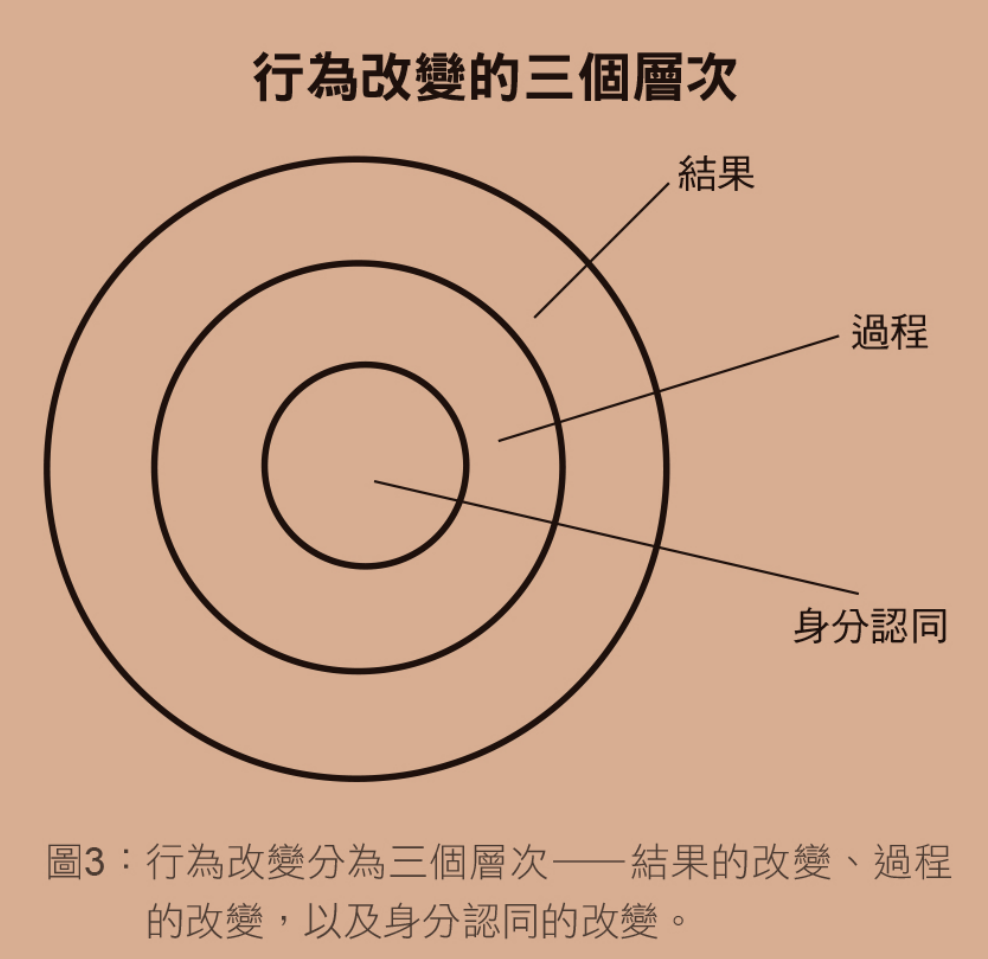 行為改變的三個層次
結果
過程
身分認同
圖3：行為改變分為三個層次——結果的改變、過程
的改變，以及身分認同的改變。